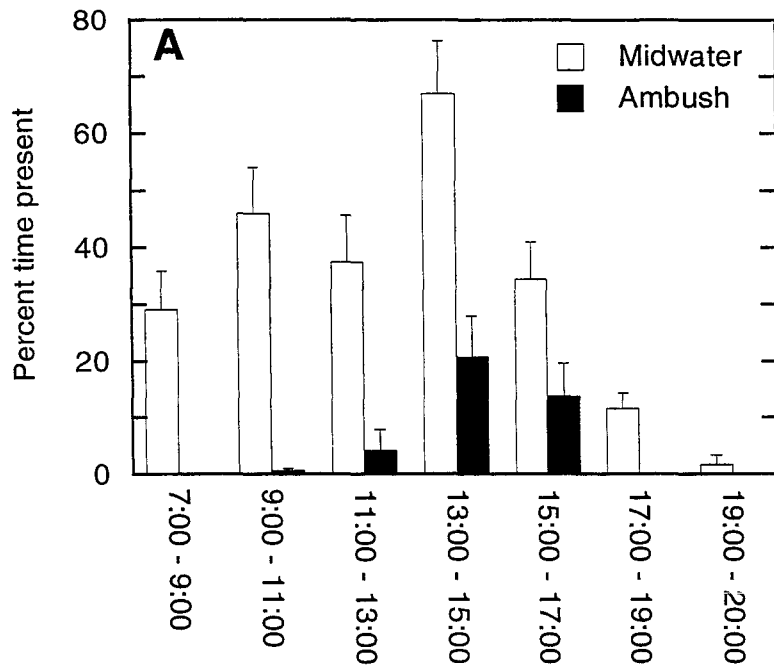 A
Midwater
Ambush
Percent time present
80
60
40
20
0
7:00 - 9:00
9:00 - 11:00
11:00 - 13:00
13:00 - 15:00
15:00 - 17:00
17:00 - 19:00
19:00 - 20:00